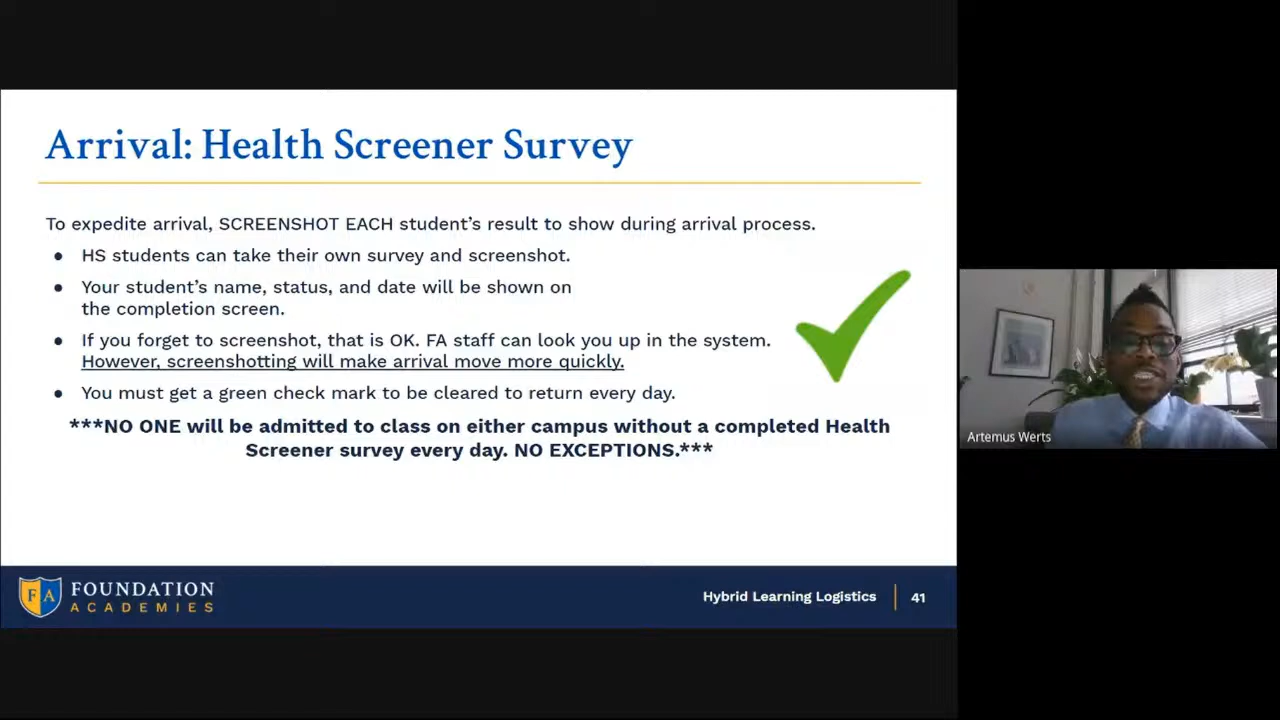 Arrival: Health Screener Survey
To expedite arrival, SCREENSHOT EACH student's result to show during arrival process.
● HS students can take their own survey and screenshot.
● Your student's name, status, and date will be shown on
the completion screen.
● If you forget to screenshot, that is OK. FA staff can look you up in the system.
However, screenshotting will make arrival move more quickly.
● You must get a green check mark to be cleared to return every day.
***NO ONE will be admitted to class on either campus without a completed Health
Screener survey every day. NO EXCEPTIONS.***
Artemus Werts
F A
FOUNDATION
ACADEMIES
Hybrid Learning Logistics
41